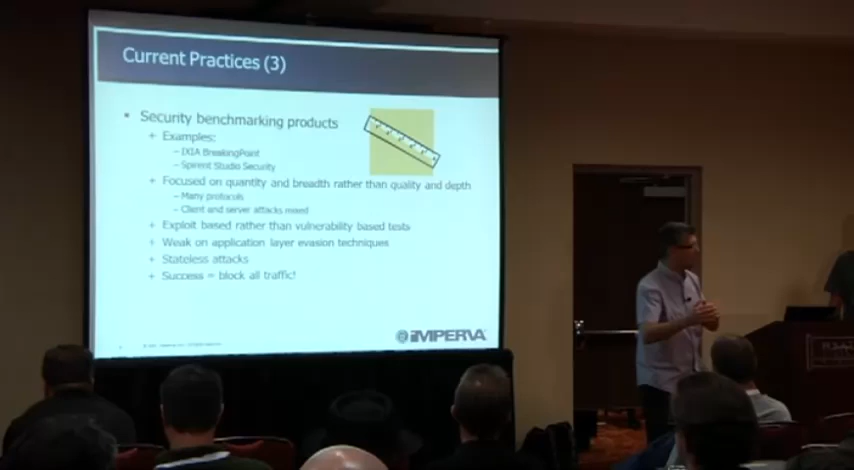 Current Practices (3)
• Security benchmarking products
+ Examples:
– IXIA BreakingPoint
– Spirent Studio Security
+ Focused on quantity and breadth rather than quality and depth
– Many protocols
– Client and server attacks mixed
+ Exploit based rather than vulnerability based tests
+ Weak on application layer evasion techniques
+ Stateless attacks
+ Success = block all traffic!
iMPERVA